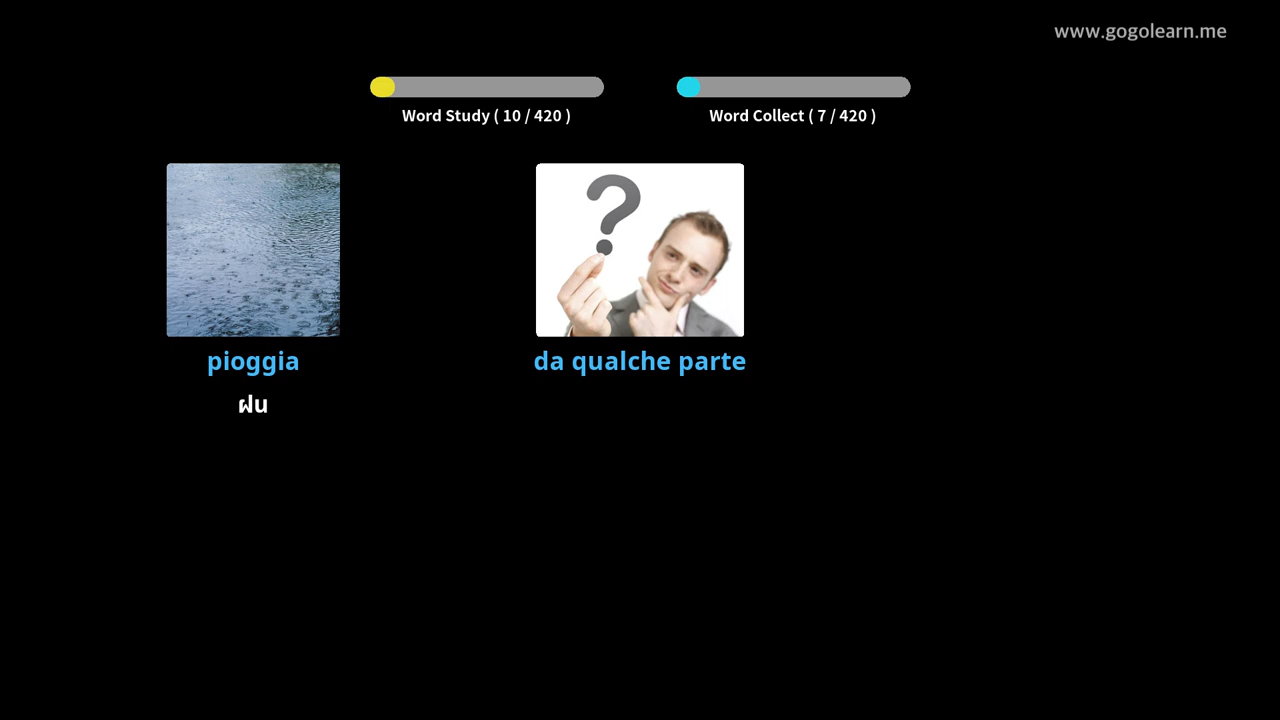 www.gogolearn.me
Word Study ( 10 / 420 )
Word Collect ( 7 / 420 )
pioggia
ฝน
da qualche parte